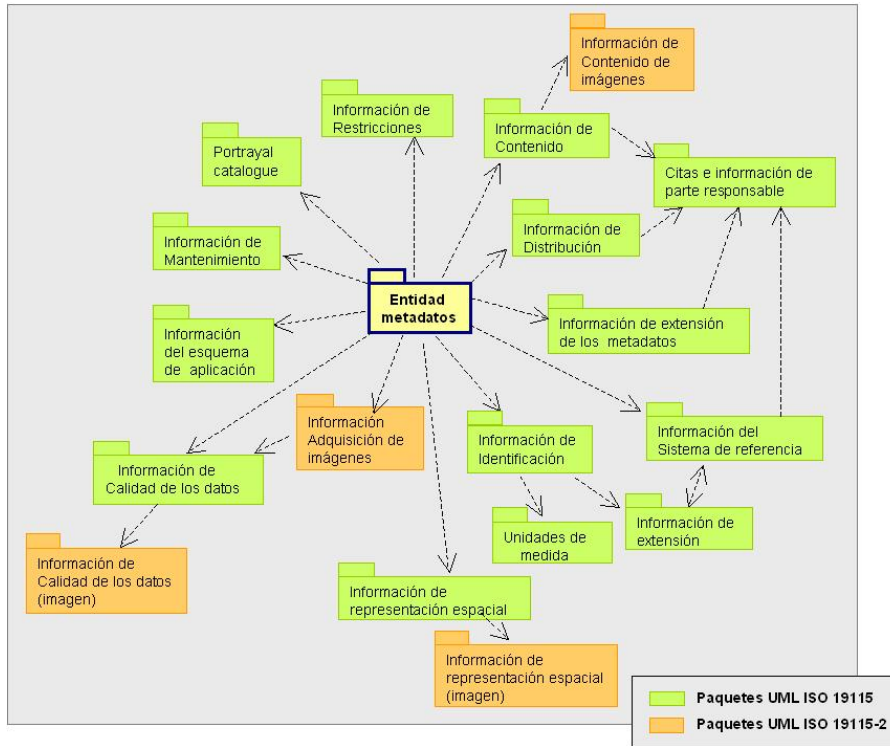 Información de
Contenido de
imágenes
Información de
Restricciones
Información de
Contenido
Portrayal
catalogue
Citas e información de
parte responsable
Información de
Mantenimiento
Información de
Distribución
Entidad
metadatos
Información
del esquema
de aplicación
Información de extensión
de los metadatos
Información
Adquisición de
imágenes
Información de
Identificación
Información del
Sistema de referencia
Información de
Calidad de los datos
Unidades de
medida
Información de
extensión
Información de
Calidad de los datos
(imagen)
Información de
representación espacial
Información de
representación espacial
(imagen)
Paquetes UML ISO 19115
Paquetes UML ISO 19115-2